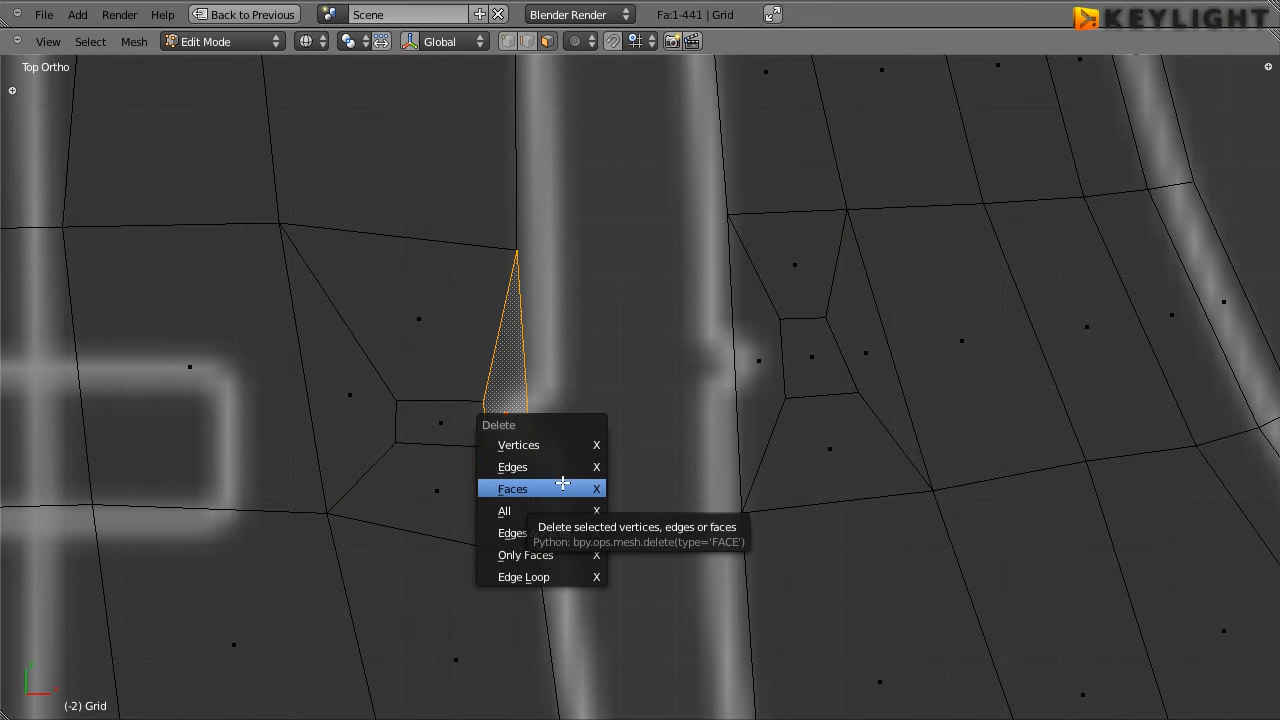 File Add Render Help Back to Previous Scene Blender Render Fa:1-441 | Grid
KEYLIGHT
View Select Mesh Edit Mode Global
Top Ortho
Delete
Vertices X
Edges X
Faces X
All X
Edges
Delete selected vertices, edges or faces
Python: bpy.ops.mesh.delete(type='FACE')
Only Faces X
Edge Loop X
(-2) Grid